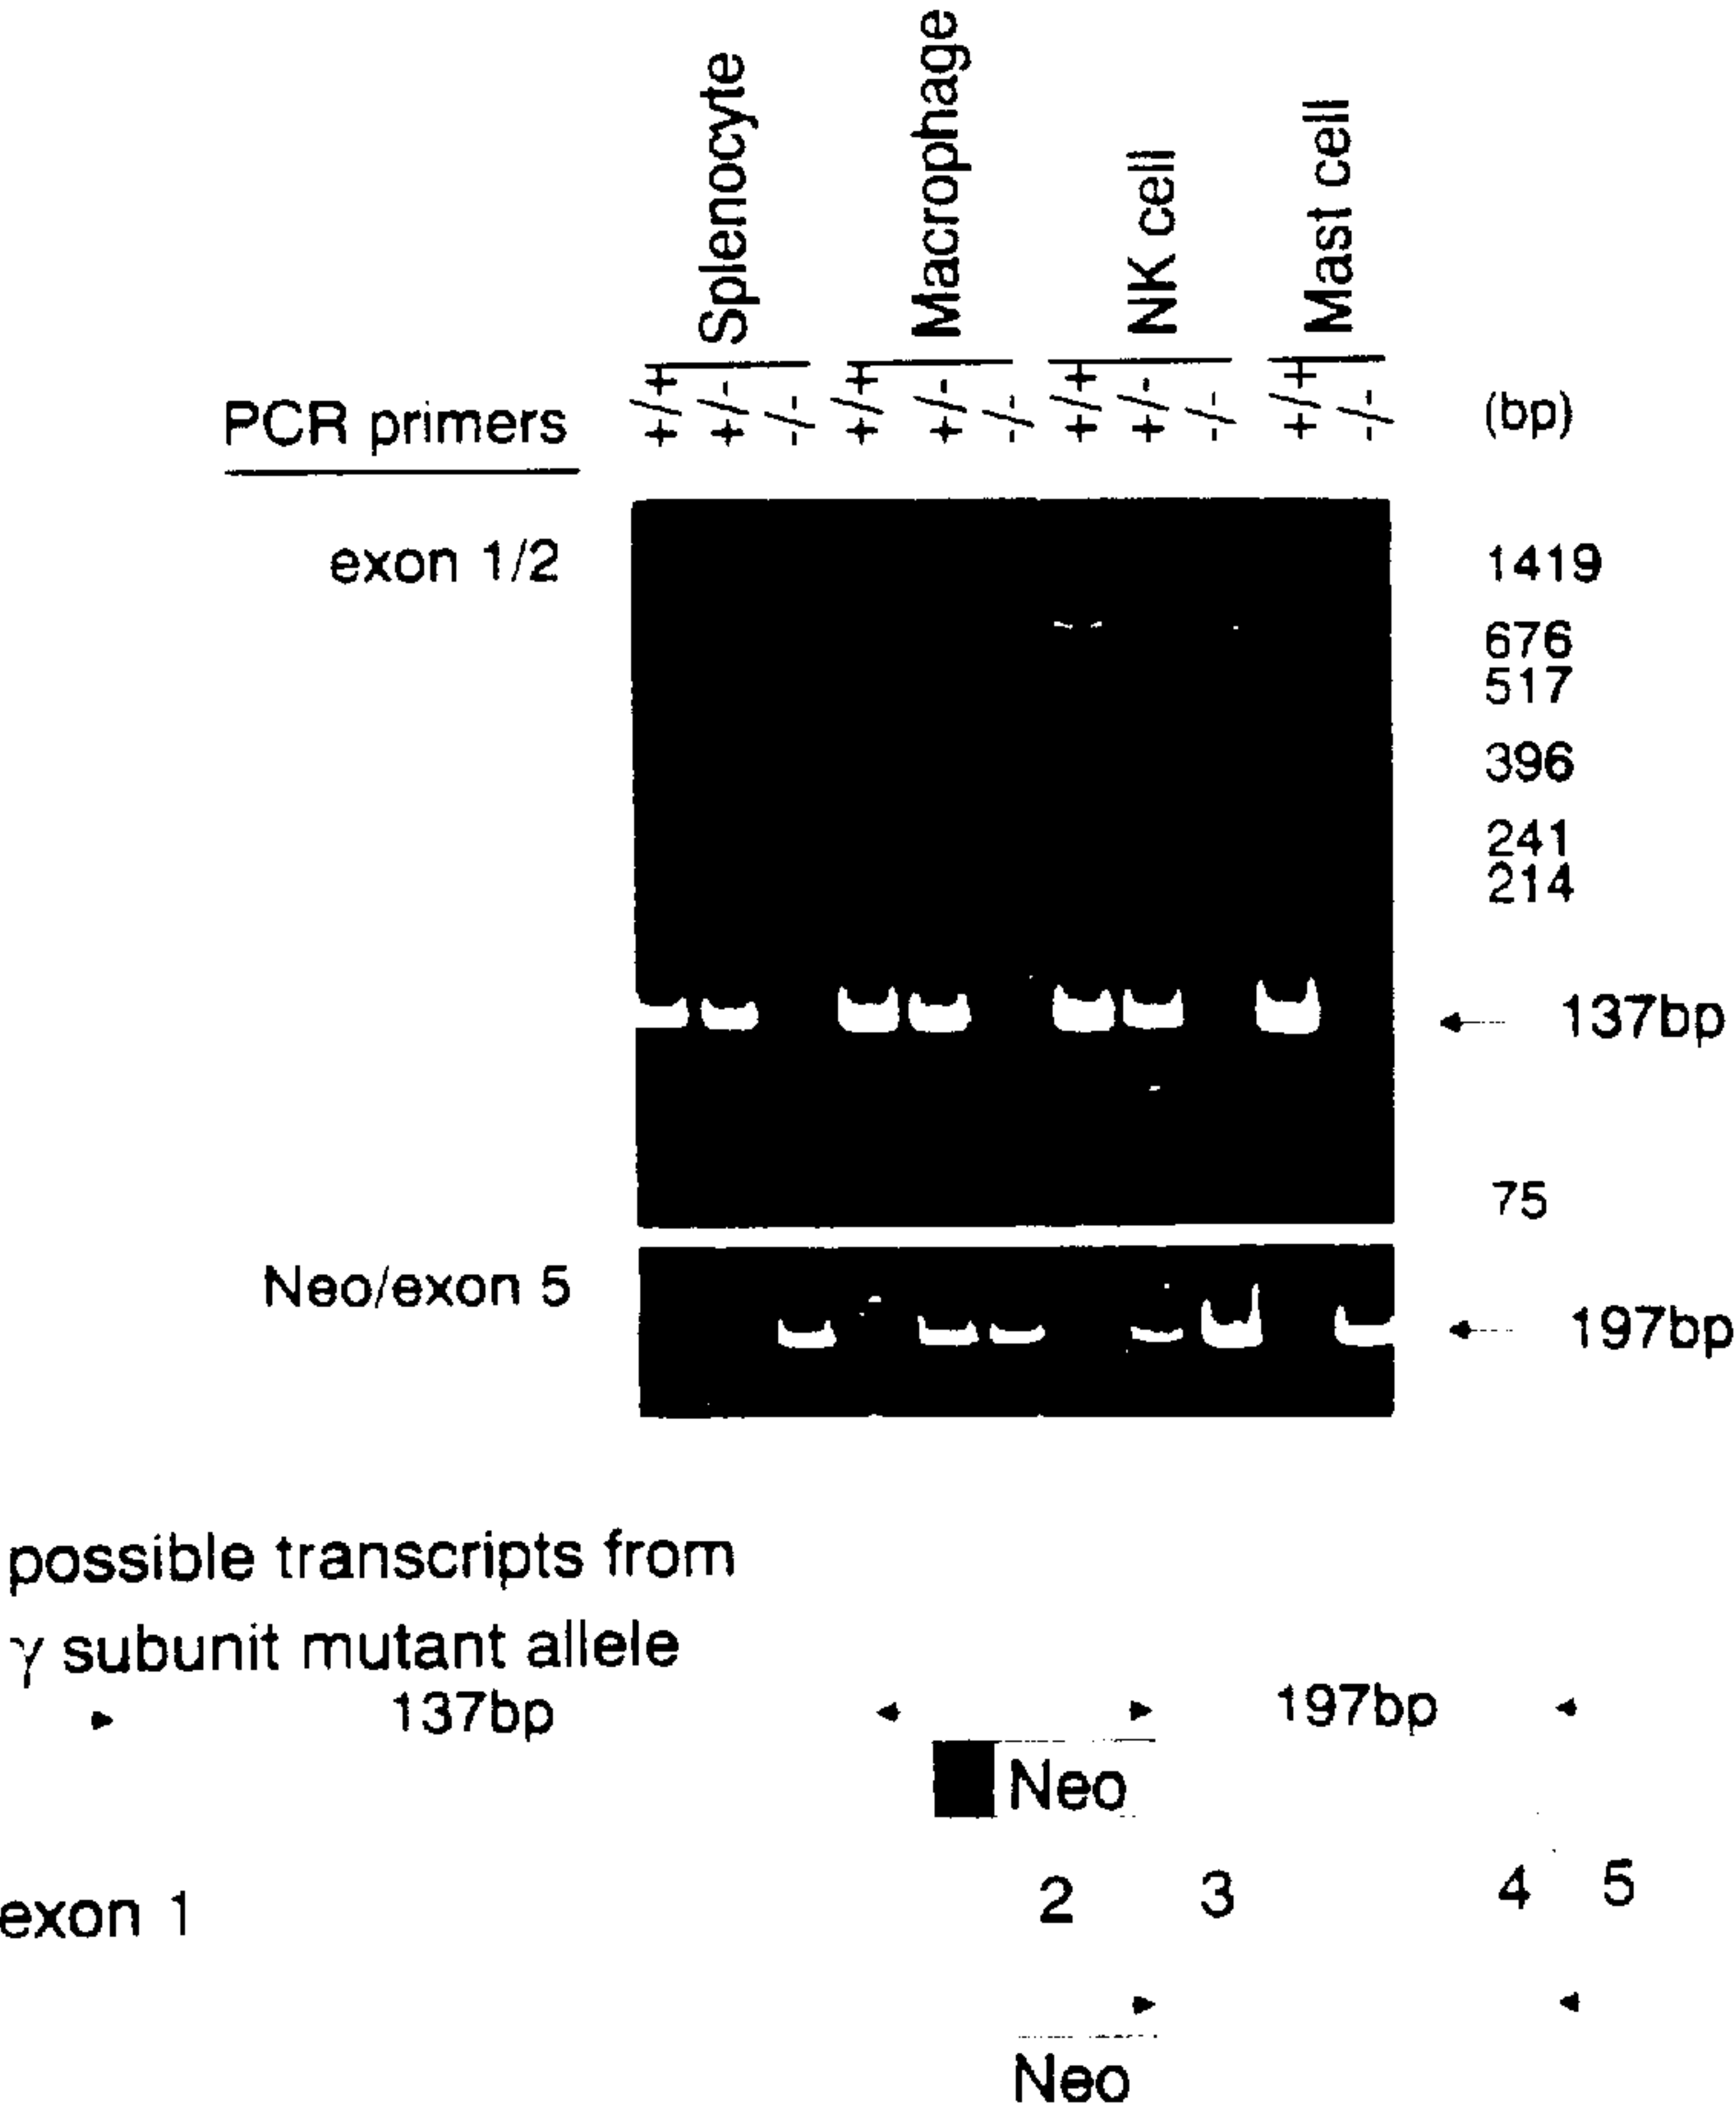 Splenocyte
Macrophage
NK cell
Mast cell
PCR primers +/+ +/- -/- +/+ +/- -/- +/+ +/- -/- +/+ -/- (bp)
exon 1/2 1419
676
517
396
241
214
137bp
75
Neo/exon 5 197bp
possible transcripts from
γ subunit mutant allele
137bp 197bp
Neo
exon 1 2 3 4 5
Neo